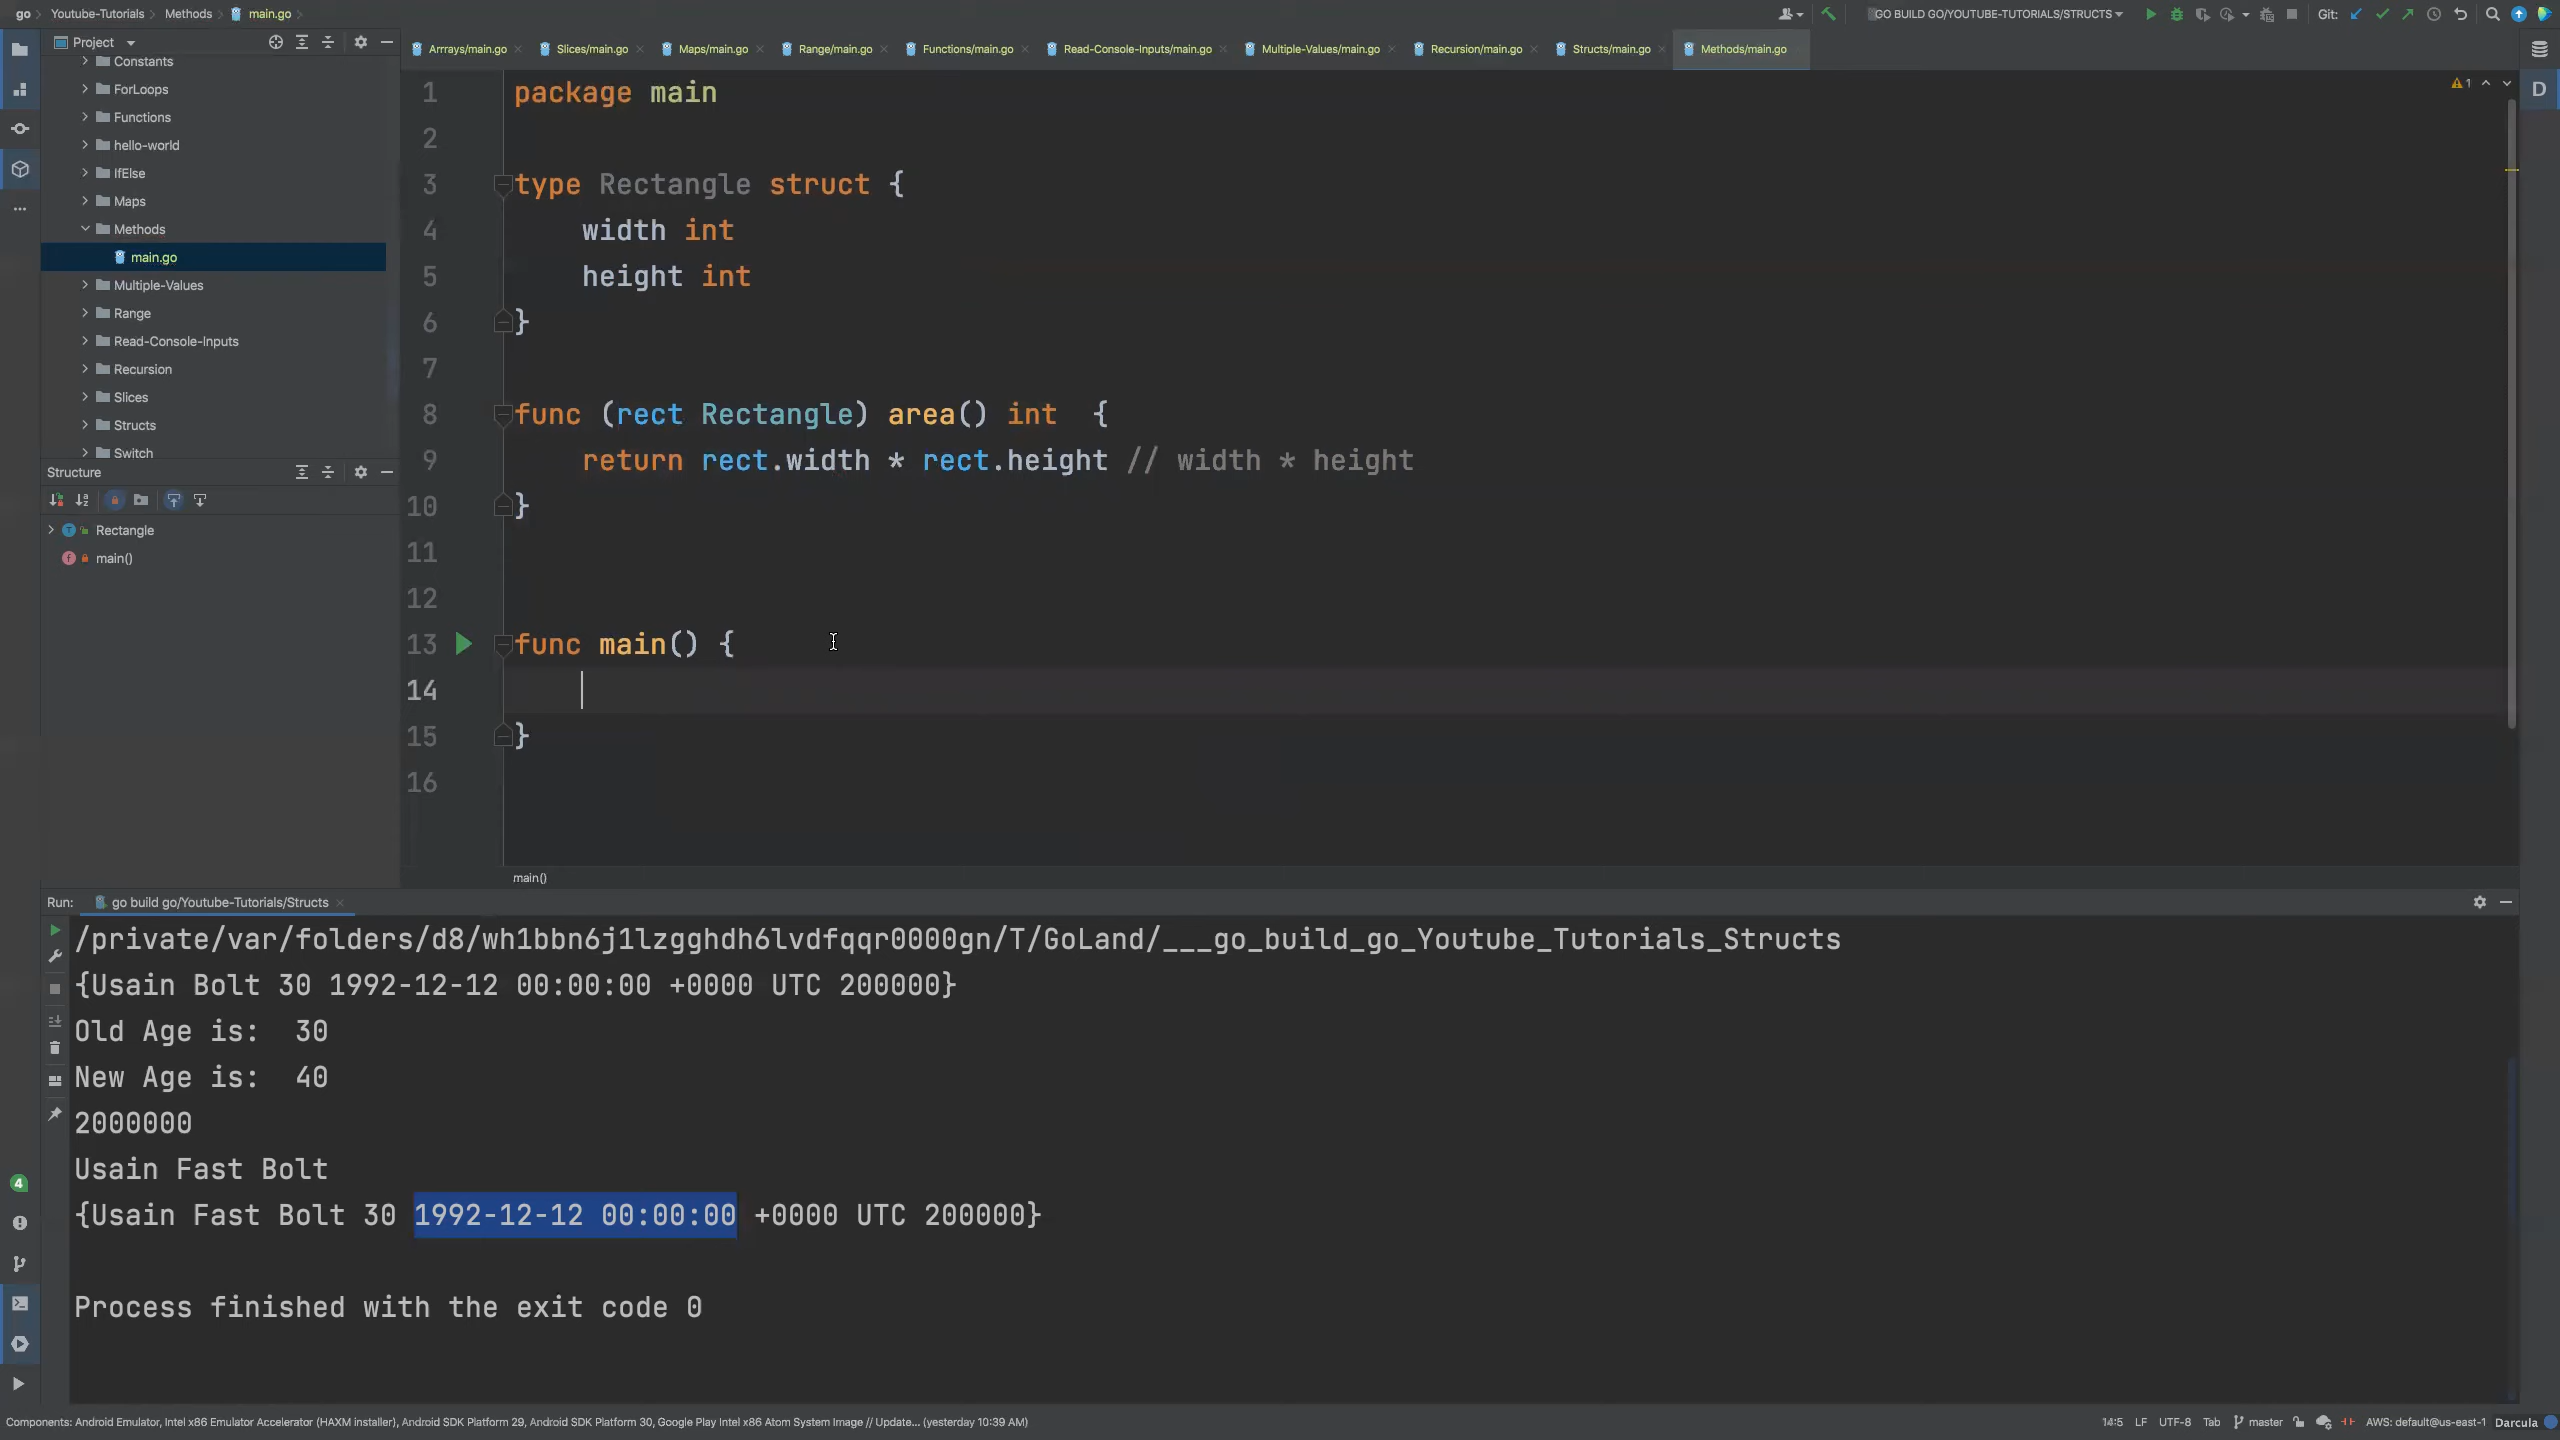 go Youtube-Tutorials Methods main.go
GO BUILD GO/YOUTUBE-TUTORIALS/STRUCTS Git:
Project
Arrrays/main.go Slices/main.go Maps/main.go Range/main.go Functions/main.go Read-Console-Inputs/main.go Multiple-Values/main.go Recursion/main.go Structs/main.go Methods/main.go
Constants
ForLoops
Functions
hello-world
IfElse
Maps
Methods
main.go
Multiple-Values
Range
Read-Console-Inputs
Recursion
Slices
Structs
Switch
Structure
Rectangle
main()
1 package main
2
3 type Rectangle struct {
4 width int
5 height int
6 }
7
8 func (rect Rectangle) area() int {
9 return rect.width * rect.height // width * height
10 }
11
12
13 func main() {
14
15 }
16
1
D
main()
Run: go build go/Youtube-Tutorials/Structs
/private/var/folders/d8/wh1bbn6j1lzgghdh6lvdfqqr0000gn/T/GoLand/___go_build_go_Youtube_Tutorials_Structs
{Usain Bolt 30 1992-12-12 00:00:00 +0000 UTC 200000}
Old Age is:  30
New Age is:  40
2000000
Usain Fast Bolt
{Usain Fast Bolt 30 1992-12-12 00:00:00 +0000 UTC 200000}
Process finished with the exit code 0
4
Components: Android Emulator, Intel x86 Emulator Accelerator (HAXM installer), Android SDK Platform 29, Android SDK Platform 30, Google Play Intel x86 Atom System Image // Update... (yesterday 10:39 AM)
14:5 LF UTF-8 Tab master AWS: default@us-east-1 Darcula